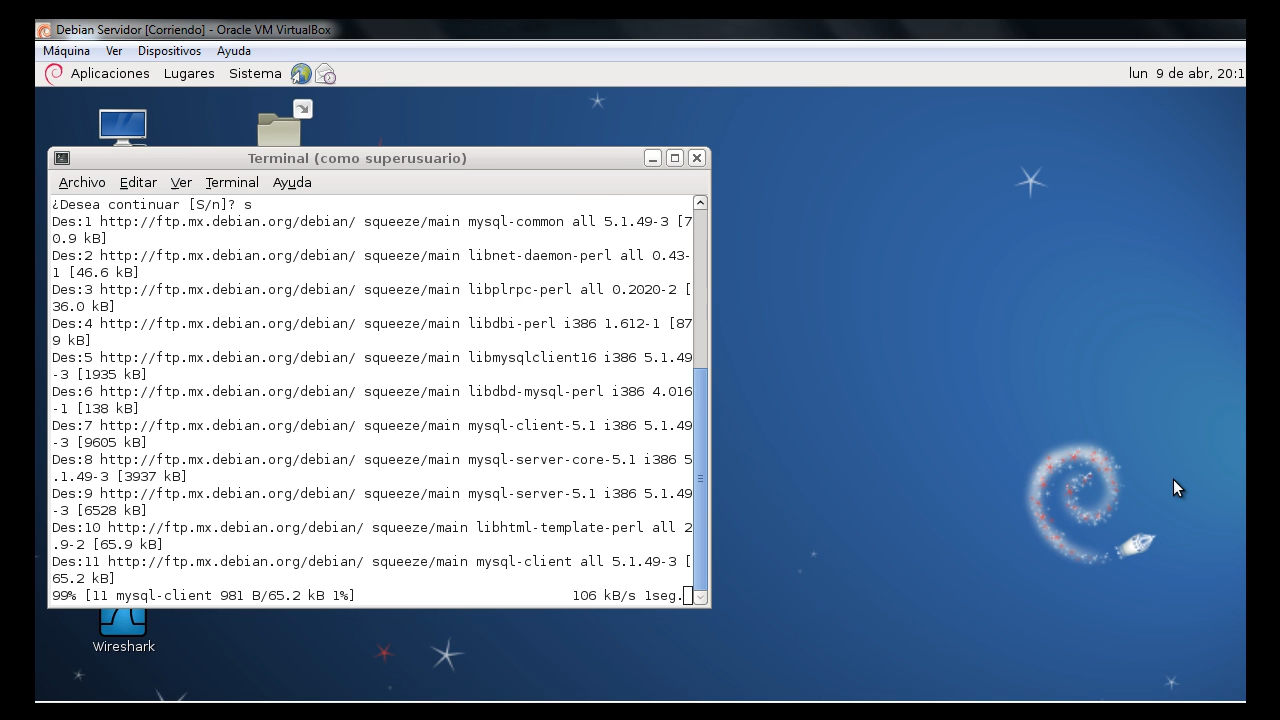 Debian Servidor [Corriendo] - Oracle VM VirtualBox
Máquina Ver Dispositivos Ayuda
Aplicaciones Lugares Sistema lun 9 de abr, 20:1
Terminal (como superusuario)
Archivo Editar Ver Terminal Ayuda
¿Desea continuar [S/n]? s
Des:1 http://ftp.mx.debian.org/debian/ squeeze/main mysql-common all 5.1.49-3 [7
0.9 kB]
Des:2 http://ftp.mx.debian.org/debian/ squeeze/main libnet-daemon-perl all 0.43-
1 [46.6 kB]
Des:3 http://ftp.mx.debian.org/debian/ squeeze/main libplrpc-perl all 0.2020-2 [
36.0 kB]
Des:4 http://ftp.mx.debian.org/debian/ squeeze/main libdbi-perl i386 1.612-1 [87
9 kB]
Des:5 http://ftp.mx.debian.org/debian/ squeeze/main libmysqlclient16 i386 5.1.49
-3 [1935 kB]
Des:6 http://ftp.mx.debian.org/debian/ squeeze/main libdbd-mysql-perl i386 4.016
-1 [138 kB]
Des:7 http://ftp.mx.debian.org/debian/ squeeze/main mysql-client-5.1 i386 5.1.49
-3 [9605 kB]
Des:8 http://ftp.mx.debian.org/debian/ squeeze/main mysql-server-core-5.1 i386 5
.1.49-3 [3937 kB]
Des:9 http://ftp.mx.debian.org/debian/ squeeze/main mysql-server-5.1 i386 5.1.49
-3 [6528 kB]
Des:10 http://ftp.mx.debian.org/debian/ squeeze/main libhtml-template-perl all 2
.9-2 [65.9 kB]
Des:11 http://ftp.mx.debian.org/debian/ squeeze/main mysql-client all 5.1.49-3 [
65.2 kB]
99% [11 mysql-client 981 B/65.2 kB 1%] 106 kB/s 1seg.
Wireshark